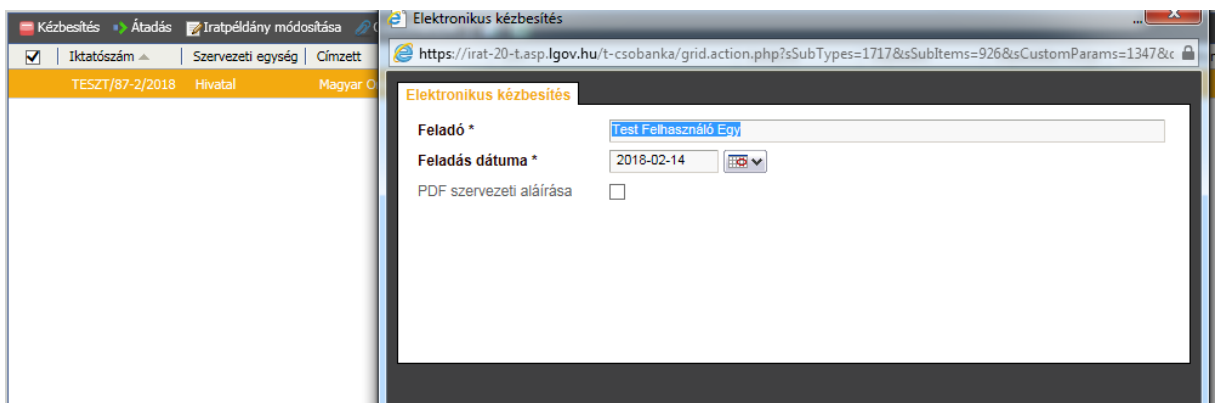 Kézbesítés Átadás Iratpéldány módosítása
Iktatószám Szervezeti egység Címzett
TESZT/87-2/2018 Hivatal Magyar O
Elektronikus kézbesítés ...
https://irat-20-t.asp.lgov.hu/t-csobanka/grid.action.php?sSubTypes=1717&sSubItems=926&sCustomParams=1347&c
Elektronikus kézbesítés
Feladó * Test Felhasználó Egy
Feladás dátuma * 2018-02-14
PDF szervezeti aláírása